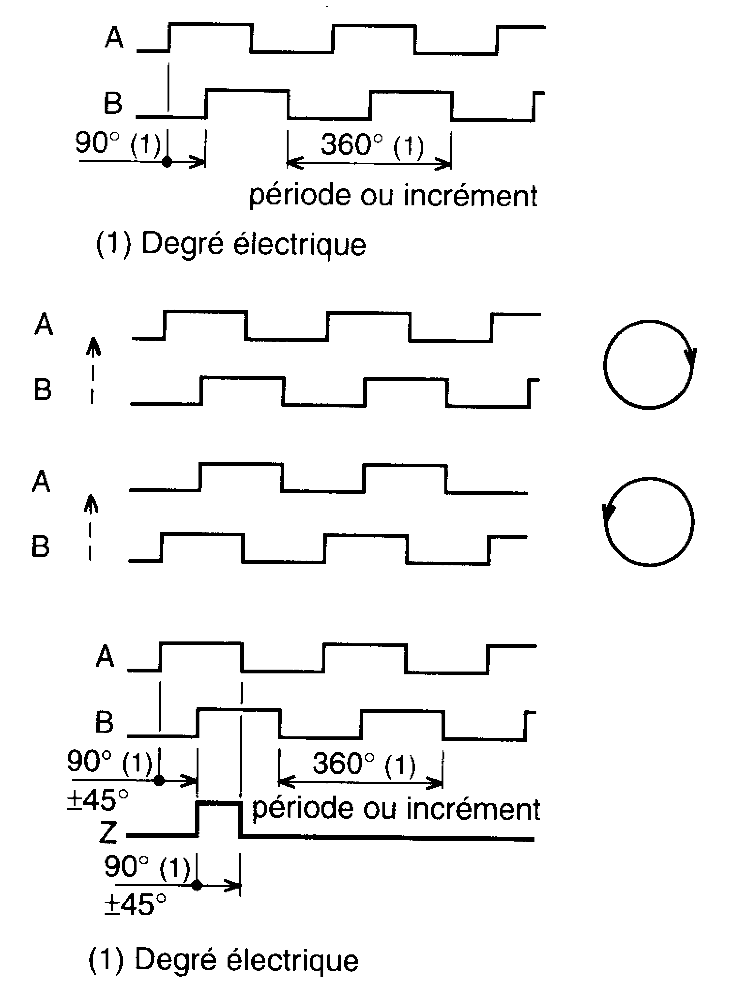 A
B
90° (1)
360° (1)
période ou incrément
(1) Degré électrique
A
B
A
B
A
B
90° (1)
360° (1)
±45°
période ou incrément
Z
90° (1)
±45°
(1) Degré électrique